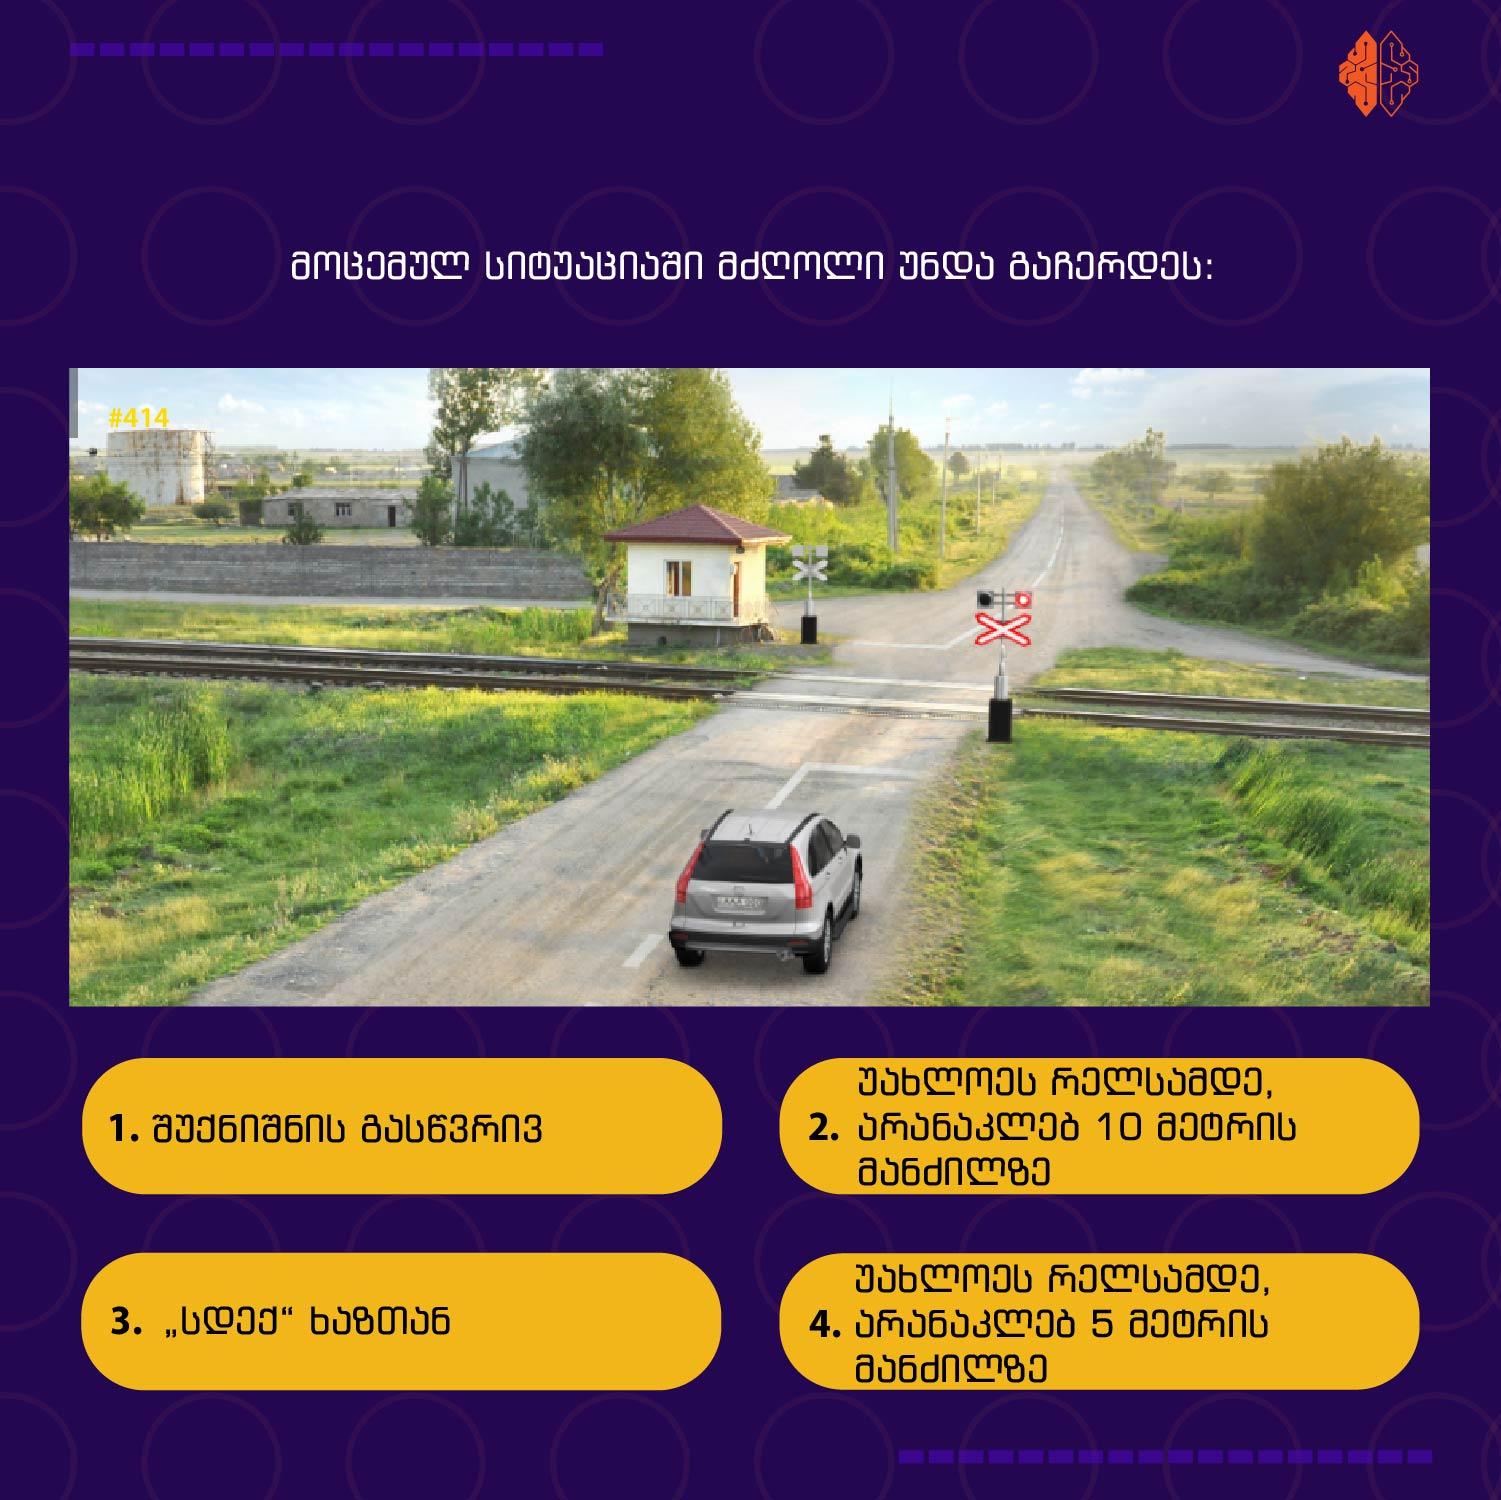 მოცემულ სიტუაციაში მძღოლი უნდა გაჩერდეს:
#414
1. შუქნიშნის გასწვრივ
2. უახლოეს რელსამდე,
არანაკლებ 10 მეტრის
მანძილზე
3. „სდექ“ ხაზთან
4. უახლოეს რელსამდე,
არანაკლებ 5 მეტრის
მანძილზე